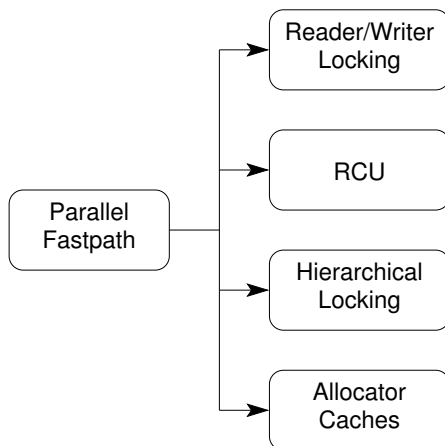 Reader/Writer
Locking
RCU
Parallel
Fastpath
Hierarchical
Locking
Allocator
Caches